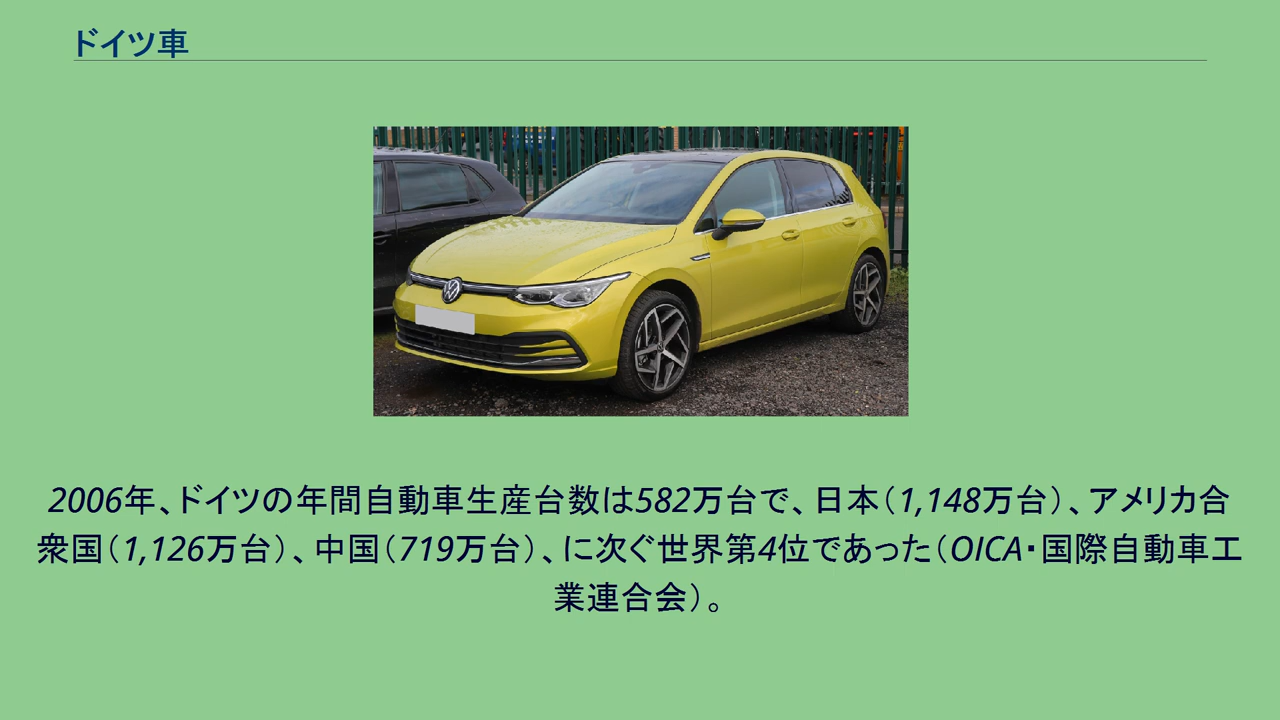 ドイツ車
2006年、ドイツの年間自動車生産台数は582万台で、日本（1,148万台）、アメリカ合
衆国（1,126万台）、中国（719万台）、に次ぐ世界第4位であった（OICA・国際自動車工
業連合会）。